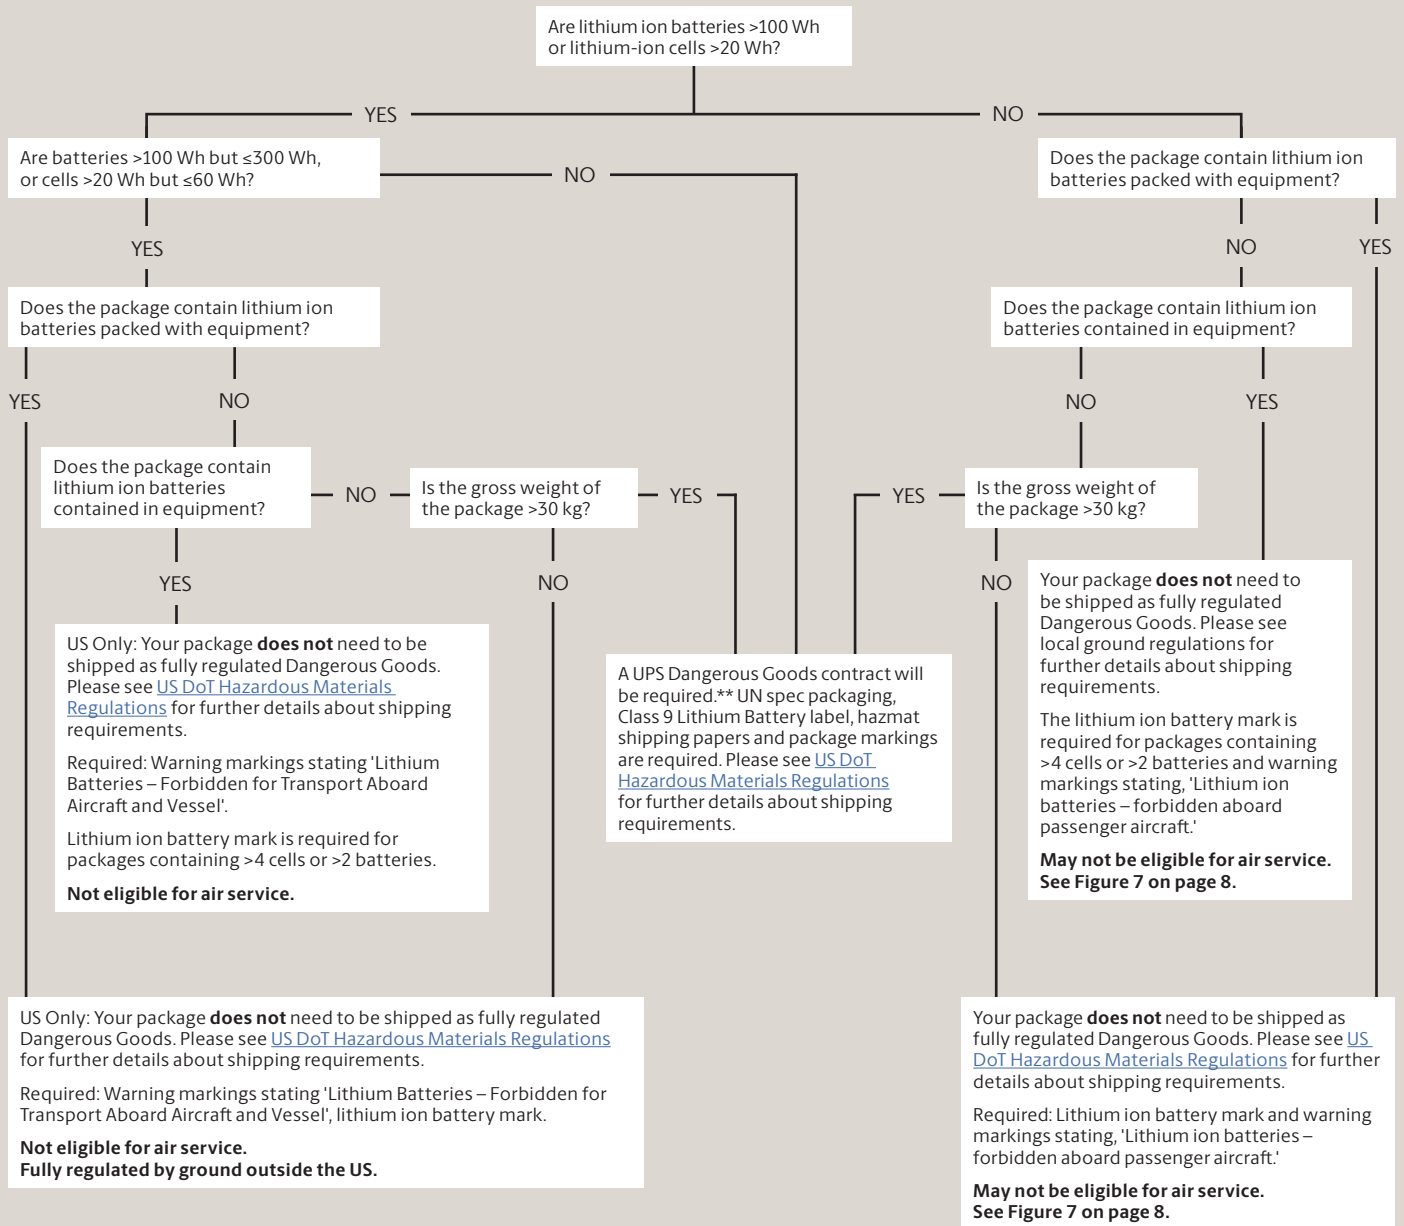 Are lithium ion batteries >100 Wh
or lithium-ion cells >20 Wh?
YES
NO
Are batteries >100 Wh but ≤300 Wh,
or cells >20 Wh but ≤60 Wh?
NO
Does the package contain lithium ion
batteries packed with equipment?
YES
NO
YES
Does the package contain lithium ion
batteries packed with equipment?
Does the package contain lithium ion
batteries contained in equipment?
YES
NO
NO
YES
Does the package contain
lithium ion batteries
contained in equipment?
NO
Is the gross weight of
the package >30 kg?
YES
YES
Is the gross weight of
the package >30 kg?
YES
NO
NO
US Only: Your package does not need to be
shipped as fully regulated Dangerous Goods.
Please see US DoT Hazardous Materials
Regulations for further details about shipping
requirements.
Required: Warning markings stating 'Lithium
Batteries – Forbidden for Transport Aboard
Aircraft and Vessel'.
Lithium ion battery mark is required for
packages containing >4 cells or >2 batteries.
Not eligible for air service.
A UPS Dangerous Goods contract will
be required.** UN spec packaging,
Class 9 Lithium Battery label, hazmat
shipping papers and package markings
are required. Please see US DoT
Hazardous Materials Regulations
for further details about shipping
requirements.
Your package does not need to
be shipped as fully regulated
Dangerous Goods. Please see
local ground regulations for
further details about shipping
requirements.
The lithium ion battery mark is
required for packages containing
>4 cells or >2 batteries and warning
markings stating, 'Lithium ion
batteries – forbidden aboard
passenger aircraft.'
May not be eligible for air service.
See Figure 7 on page 8.
US Only: Your package does not need to be shipped as fully regulated
Dangerous Goods. Please see US DoT Hazardous Materials Regulations
for further details about shipping requirements.
Required: Warning markings stating 'Lithium Batteries – Forbidden for
Transport Aboard Aircraft and Vessel', lithium ion battery mark.
Not eligible for air service.
Fully regulated by ground outside the US.
Your package does not need to be shipped as
fully regulated Dangerous Goods. Please see US
DoT Hazardous Materials Regulations for further
details about shipping requirements.
Required: Lithium ion battery mark and warning
markings stating, 'Lithium ion batteries –
forbidden aboard passenger aircraft.'
May not be eligible for air service.
See Figure 7 on page 8.